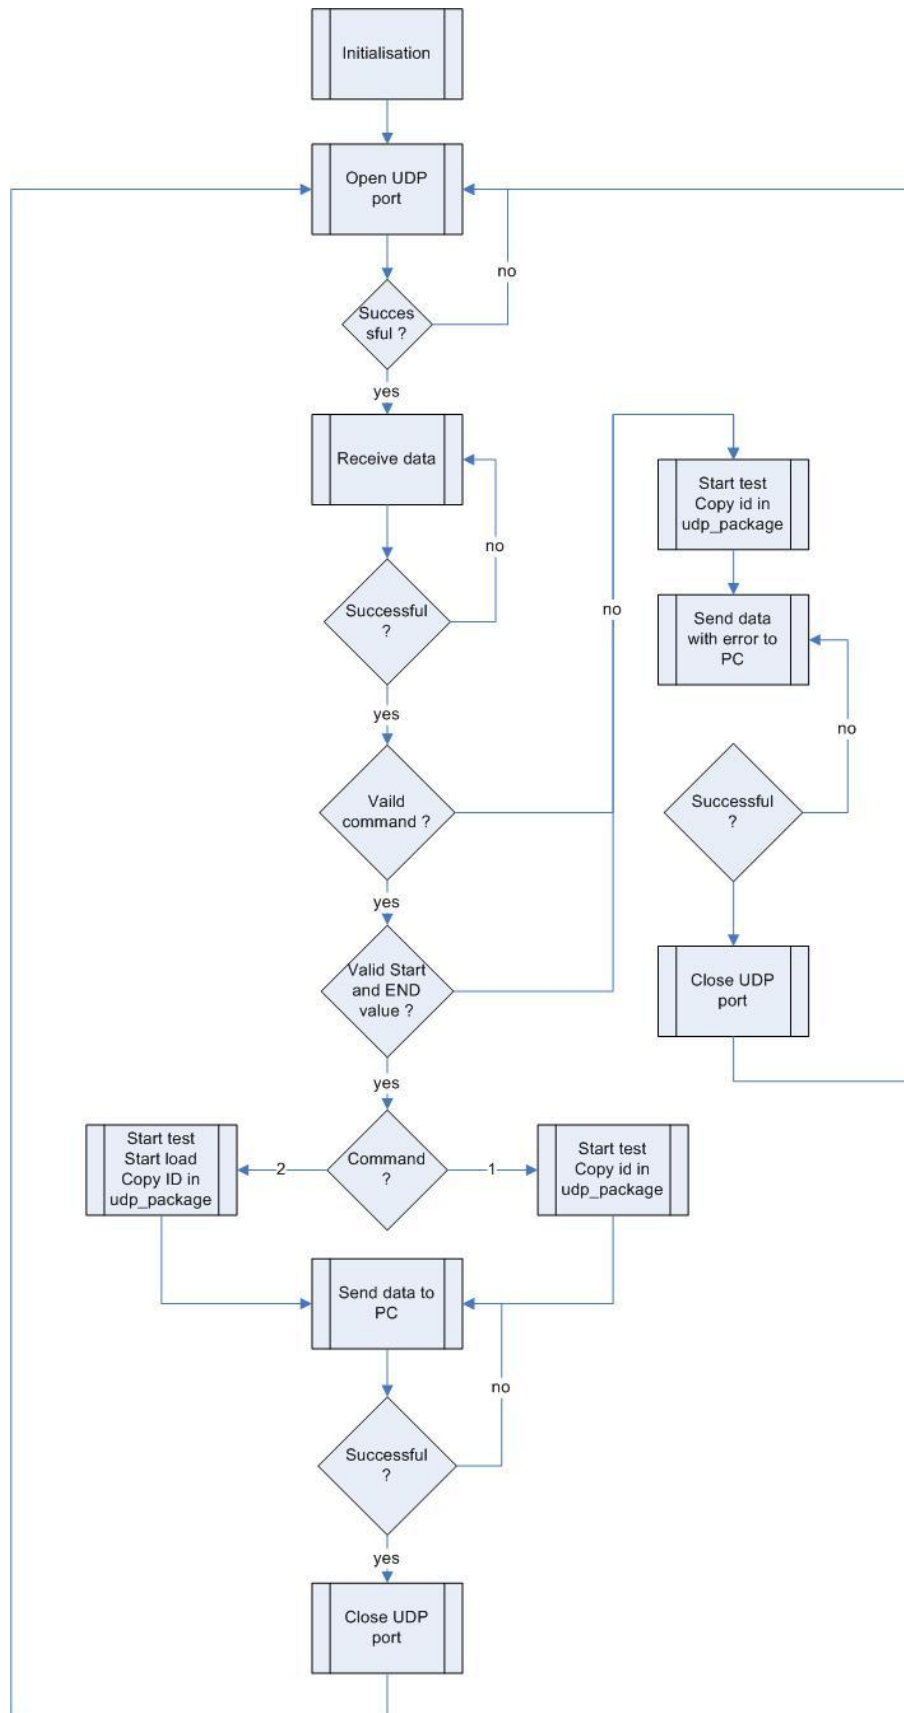 Initialisation
Open UDP
port
no
Succes
sful ?
yes
Receive data
no
Successful
?
yes
Vaild
command ?
no
yes
Valid Start
and END
value ?
yes
Start test
Copy id in
udp_package
Send data
with error to
PC
no
Successful
?
Close UDP
port
Command
?
2
1
Start test
Start load
Copy ID in
udp_package
Start test
Copy id in
udp_package
Send data to
PC
no
Successful
?
yes
Close UDP
port